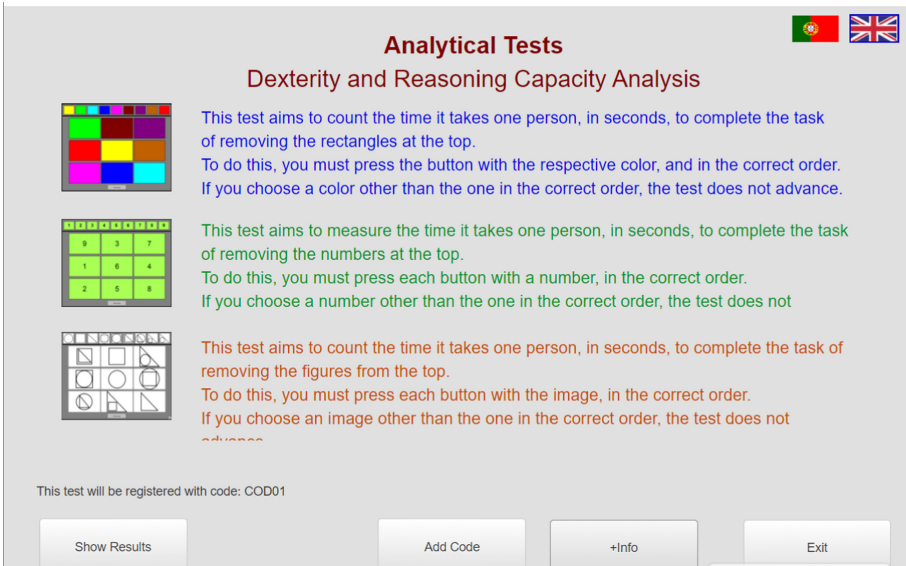 Analytical Tests
Dexterity and Reasoning Capacity Analysis
This test aims to count the time it takes one person, in seconds, to complete the task
of removing the rectangles at the top.
To do this, you must press the button with the respective color, and in the correct order.
If you choose a color other than the one in the correct order, the test does not advance.
1 2 3 4 5 6 7 8 9
9 3 7
1 6 4
2 5 8
This test aims to measure the time it takes one person, in seconds, to complete the task
of removing the numbers at the top.
To do this, you must press each button with a number, in the correct order.
If you choose a number other than the one in the correct order, the test does not
This test aims to count the time it takes one person, in seconds, to complete the task of
removing the figures from the top.
To do this, you must press each button with the image, in the correct order.
If you choose an image other than the one in the correct order, the test does not
This test will be registered with code: COD01
Show Results
Add Code
+Info
Exit